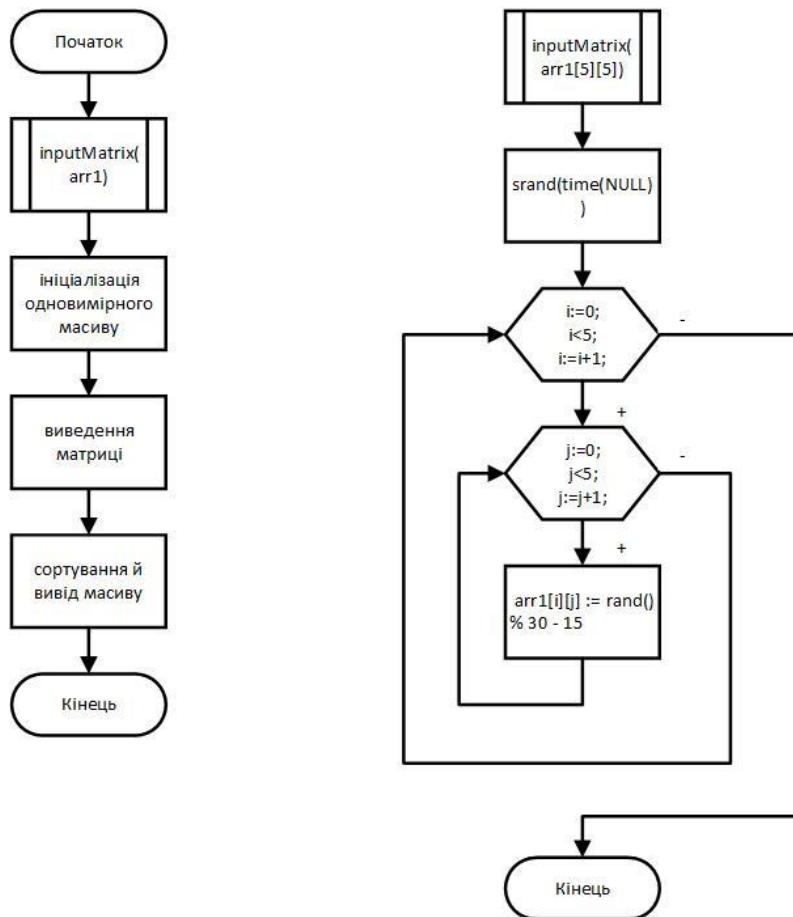 Початок
inputMatrix(
arr1)
ініціалізація
одновимірного
масиву
виведення
матриці
сортування й
вивід масиву
Кінець
inputMatrix(
arr1[5][5])
srand(time(NULL)
)
i:=0;
i<5;
i:=i+1;
-
+
j:=0;
j<5;
j:=j+1;
-
+
arr1[i][j] := rand()
% 30 - 15
Кінець